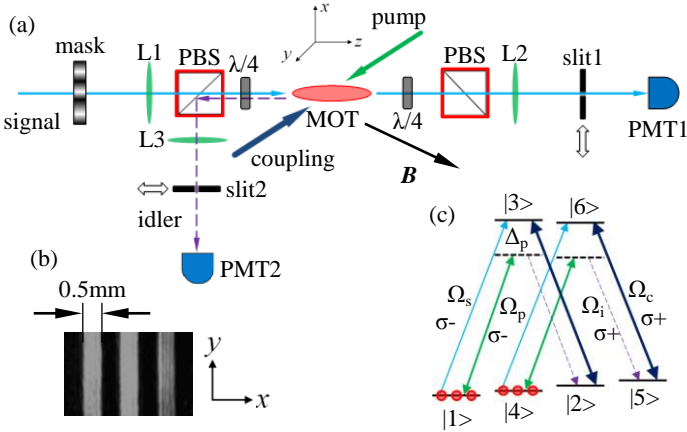 (a)
x
y
z
pump
mask
L1
PBS
λ/4
PBS
L2
slit1
signal
MOT
λ/4
PMT1
L3
coupling
B
slit2
idler
PMT2
(b)
0.5mm
y
x
(c)
|3>
|6>
Δp
Ωs
Ωp
Ωi
Ωc
σ-
σ-
σ+
σ+
|1>
|4>
|2>
|5>